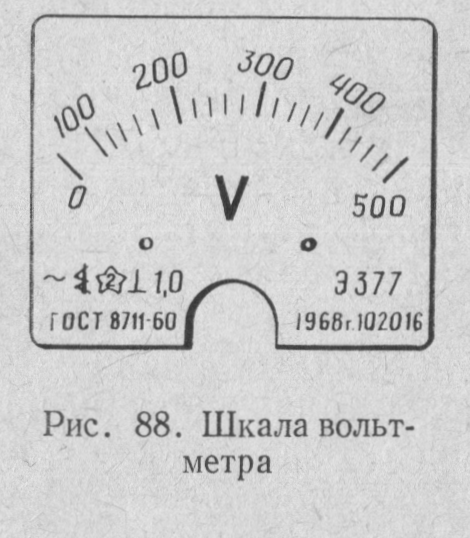 0 100 200 300 400 500
V
~ 2 ⊥ 1,0
Э377
ГОСТ 8711-60
1968г. 102016
Рис. 88. Шкала вольт-
метра